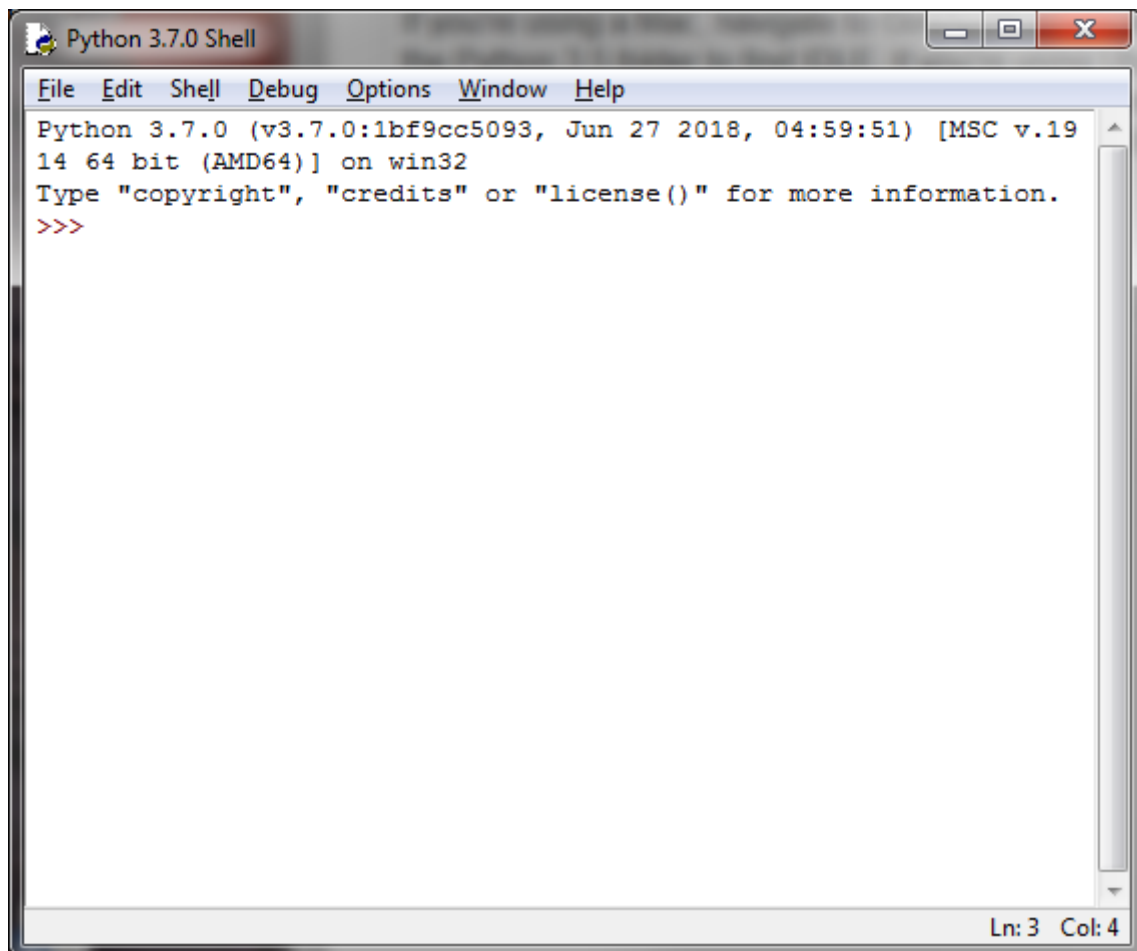 Python 3.7.0 Shell
File Edit Shell Debug Options Window Help
Python 3.7.0 (v3.7.0:1bf9cc5093, Jun 27 2018, 04:59:51) [MSC v.19
14 64 bit (AMD64)] on win32
Type "copyright", "credits" or "license()" for more information.
>>>
Ln: 3 Col: 4